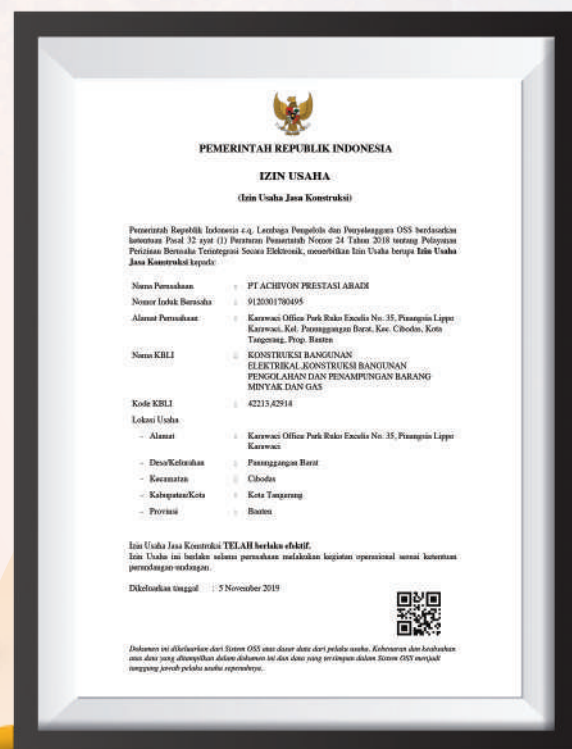 PEMERINTAH REPUBLIK INDONESIA
IZIN USAHA
(Izin Usaha Jasa Konstruksi)
Pemerintah Republik Indonesia c.q. Lembaga Pengelola dan Penyelenggara OSS berdasarkan
ketentuan Pasal 32 ayat (1) Peraturan Pemerintah Nomor 24 Tahun 2018 tentang Pelayanan
Perizinan Berusaha Terintegrasi Secara Elektronik, menerbitkan Izin Usaha berupa Izin Usaha
Jasa Konstruksi kepada:
Nama Perusahaan : PT ACHIVON PRESTASI ABADI
Nomor Induk Berusaha : 9120301780495
Alamat Perusahaan : Karawaci Office Park Ruko Excelis No. 35, Pinangsia Lippo
Karawaci, Kel. Panunggangan Barat, Kec. Cibodas, Kota
Tangerang, Prop. Banten
Nama KBLI : KONSTRUKSI BANGUNAN
ELEKTRIKAL,KONSTRUKSI BANGUNAN
PENGOLAHAN DAN PENAMPUNGAN BARANG
MINYAK DAN GAS
Kode KBLI : 42213,42914
Lokasi Usaha
- Alamat : Karawaci Office Park Ruko Excelis No. 35, Pinangsia Lippo
Karawaci
- Desa/Kelurahan : Panunggangan Barat
- Kecamatan : Cibodas
- Kabupaten/Kota : Kota Tangerang
- Provinsi : Banten
Izin Usaha Jasa Konstruksi TELAH berlaku efektif.
Izin Usaha ini berlaku selama perusahaan melakukan kegiatan operasional sesuai ketentuan
perundangan-undangan.
Dikeluarkan tanggal : 5 November 2019
Dokumen ini dikeluarkan dari Sistem OSS atas dasar data dari pelaku usaha. Kebenaran dan keabsahan
atas data yang ditampilkan dalam dokumen ini dan data yang tersimpan dalam Sistem OSS menjadi
tanggung jawab pelaku usaha sepenuhnya.